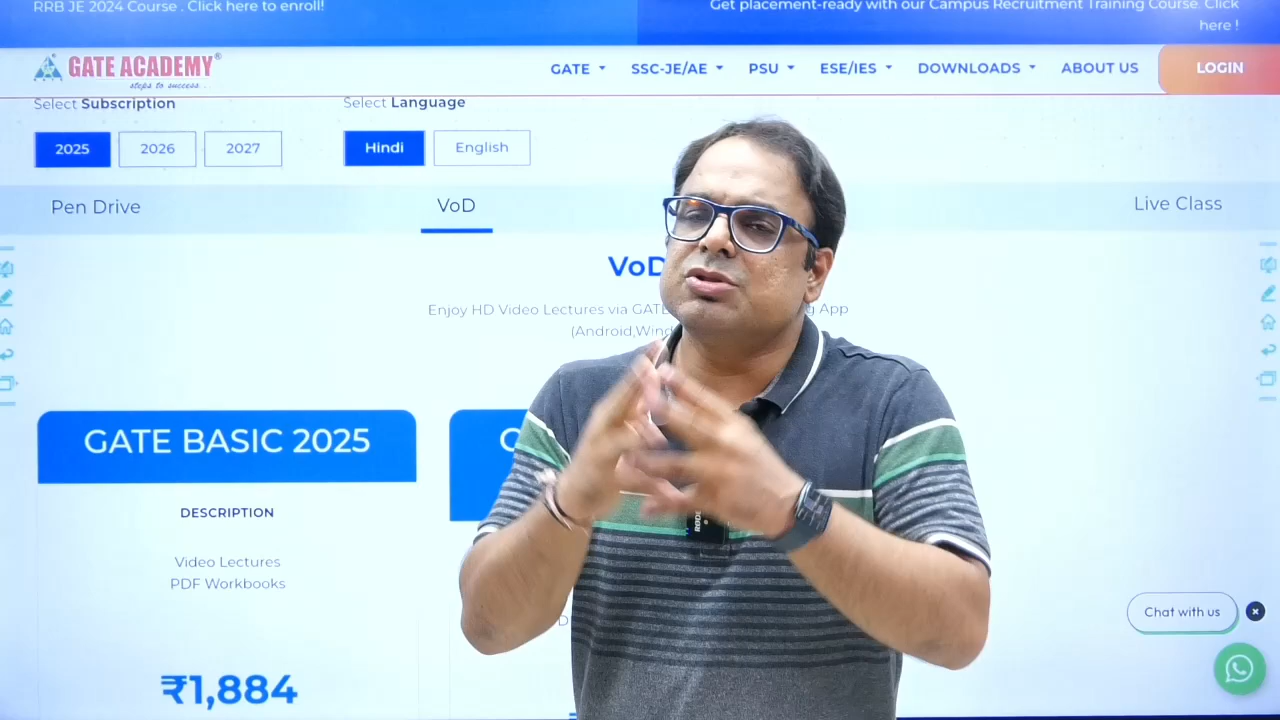 RRB JE 2024 Course . Click here to enroll!
Get placement-ready with our Campus Recruitment Training Course. Click
here !
GATE ACADEMY®
steps to success...
GATE
SSC-JE/AE
PSU
ESE/IES
DOWNLOADS
ABOUT US
LOGIN
Select Subscription
Select Language
2025
2026
2027
Hindi
English
Pen Drive
VoD
Live Class
VoD
Enjoy HD Video Lectures via GATE
App
(Android,Wind
GATE BASIC 2025
DESCRIPTION
Video Lectures
PDF Workbooks
₹1,884
Chat with us